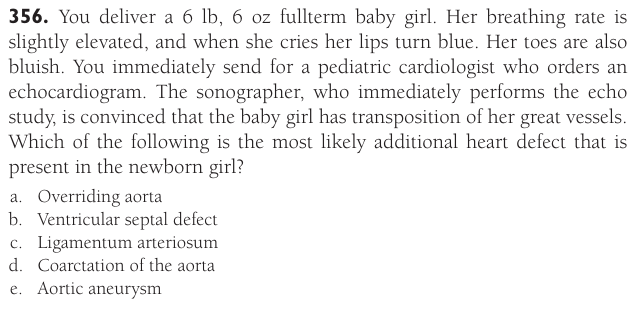 356. You deliver a 6 lb, 6 oz fullterm baby girl. Her breathing rate is
slightly elevated, and when she cries her lips turn blue. Her toes are also
bluish. You immediately send for a pediatric cardiologist who orders an
echocardiogram. The sonographer, who immediately performs the echo
study, is convinced that the baby girl has transposition of her great vessels.
Which of the following is the most likely additional heart defect that is
present in the newborn girl?
a. Overriding aorta
b. Ventricular septal defect
c. Ligamentum arteriosum
d. Coarctation of the aorta
e. Aortic aneurysm